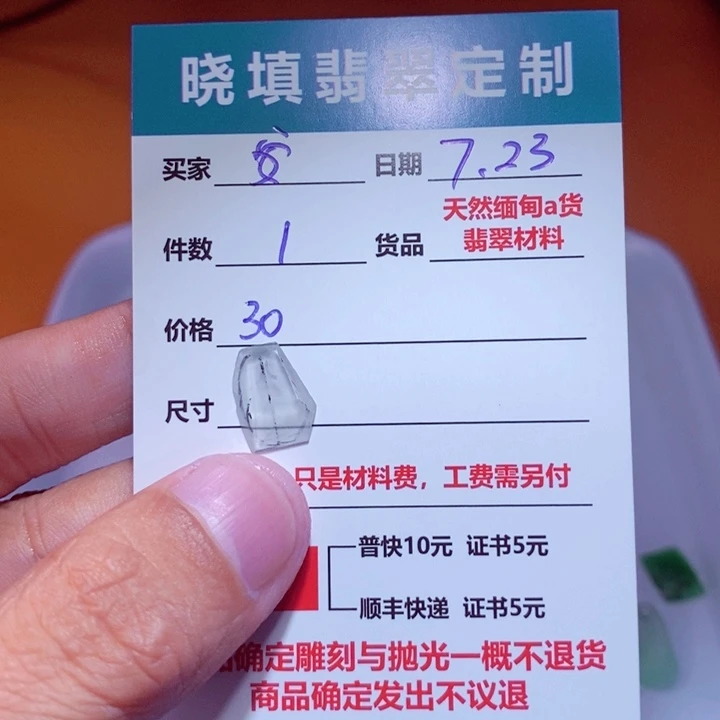 晓填翡翠定制
买家 日期 7.23
件数 1 货品 天然缅甸a货
翡翠材料
价格 30
尺寸
只是材料费，工费需另付
普快10元 证书5元
顺丰快递 证书5元
确定雕刻与抛光一概不退货
商品确定发出不议退